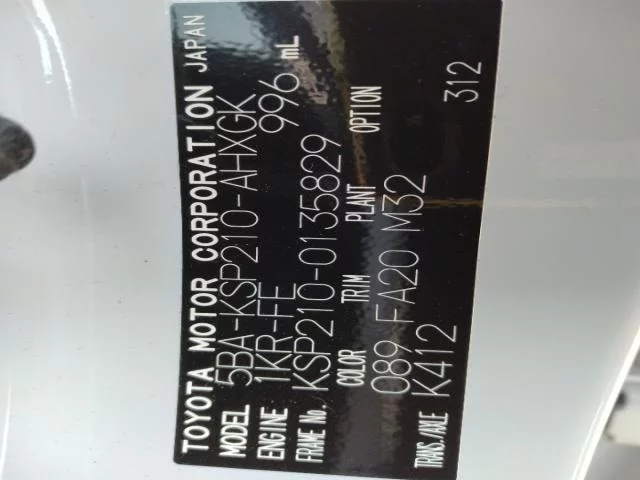 TOYOTA MOTOR CORPORATION JAPAN
MODEL 5BA-KSP210-AHXGK
ENGINE 1KR-FE 996 mL
FRAME No. KSP210-0135829
COLOR TRIM PLANT OPTION
089 FA20 M32
TRANS./AXLE K412 312